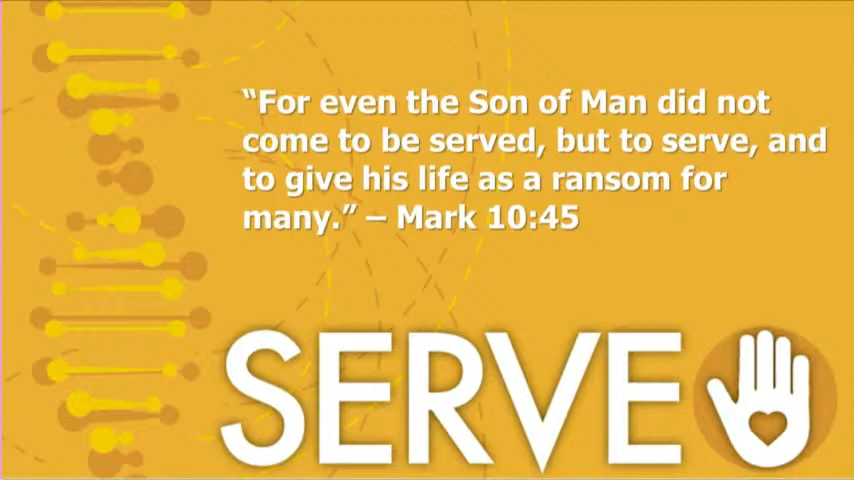 “For even the Son of Man did not
come to be served, but to serve, and
to give his life as a ransom for
many.” – Mark 10:45
SERVE